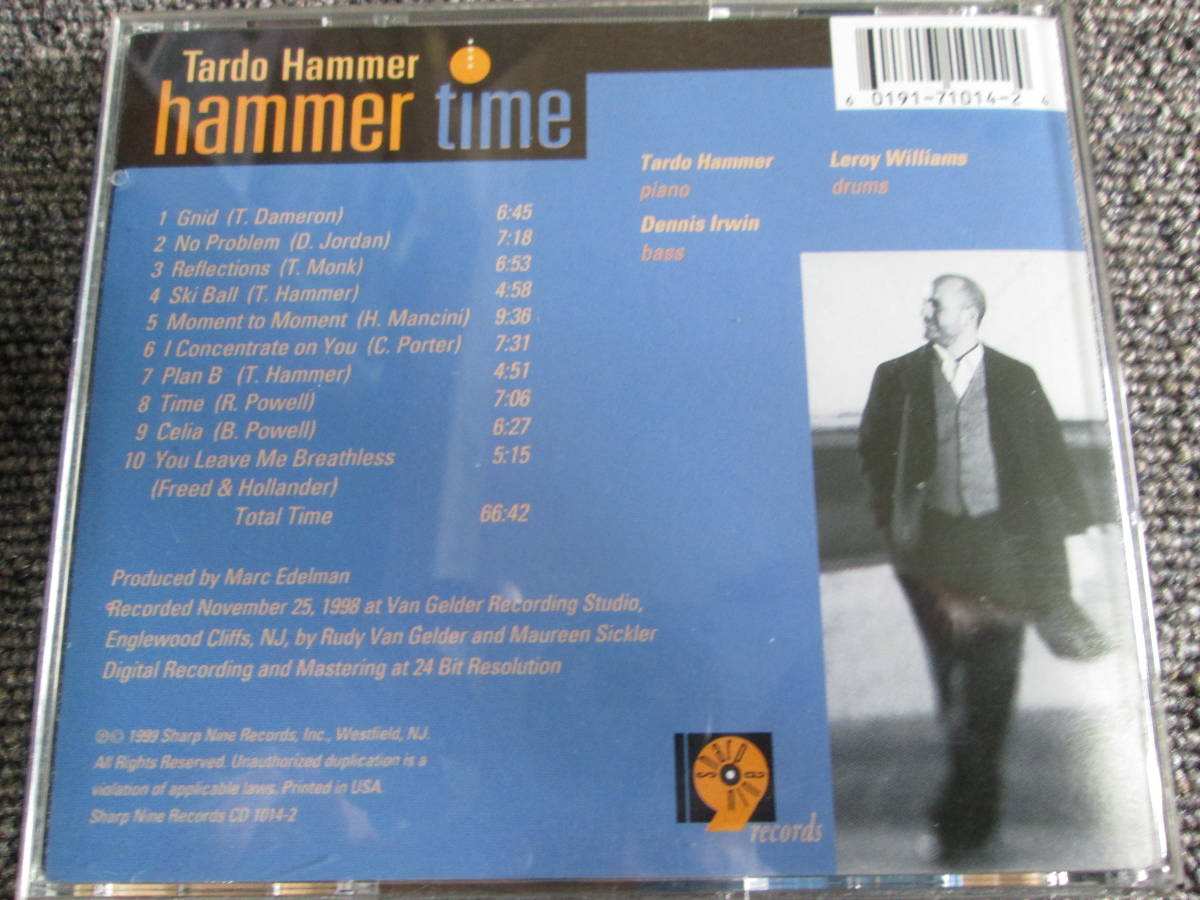 Tardo Hammer
hammer time
6 0191-71014-2 4
Tardo Hammer
piano
Leroy Williams
drums
Dennis Irwin
bass
1 Gnid (T. Dameron) 6:45
2 No Problem (D. Jordan) 7:18
3 Reflections (T. Monk) 6:53
4 Ski Ball (T. Hammer) 4:58
5 Moment to Moment (H. Mancini) 9:36
6 I Concentrate on You (C. Porter) 7:31
7 Plan B (T. Hammer) 4:51
8 Time (R. Powell) 7:06
9 Celia (B. Powell) 6:27
10 You Leave Me Breathless 5:15
(Freed & Hollander)
Total Time 66:42
Produced by Marc Edelman
Recorded November 25, 1998 at Van Gelder Recording Studio,
Englewood Cliffs, NJ, by Rudy Van Gelder and Maureen Sickler
Digital Recording and Mastering at 24 Bit Resolution
℗© 1999 Sharp Nine Records, Inc., Westfield, NJ.
All Rights Reserved. Unauthorized duplication is a
violation of applicable laws. Printed in USA.
Sharp Nine Records CD 1014-2
sharp nine
records